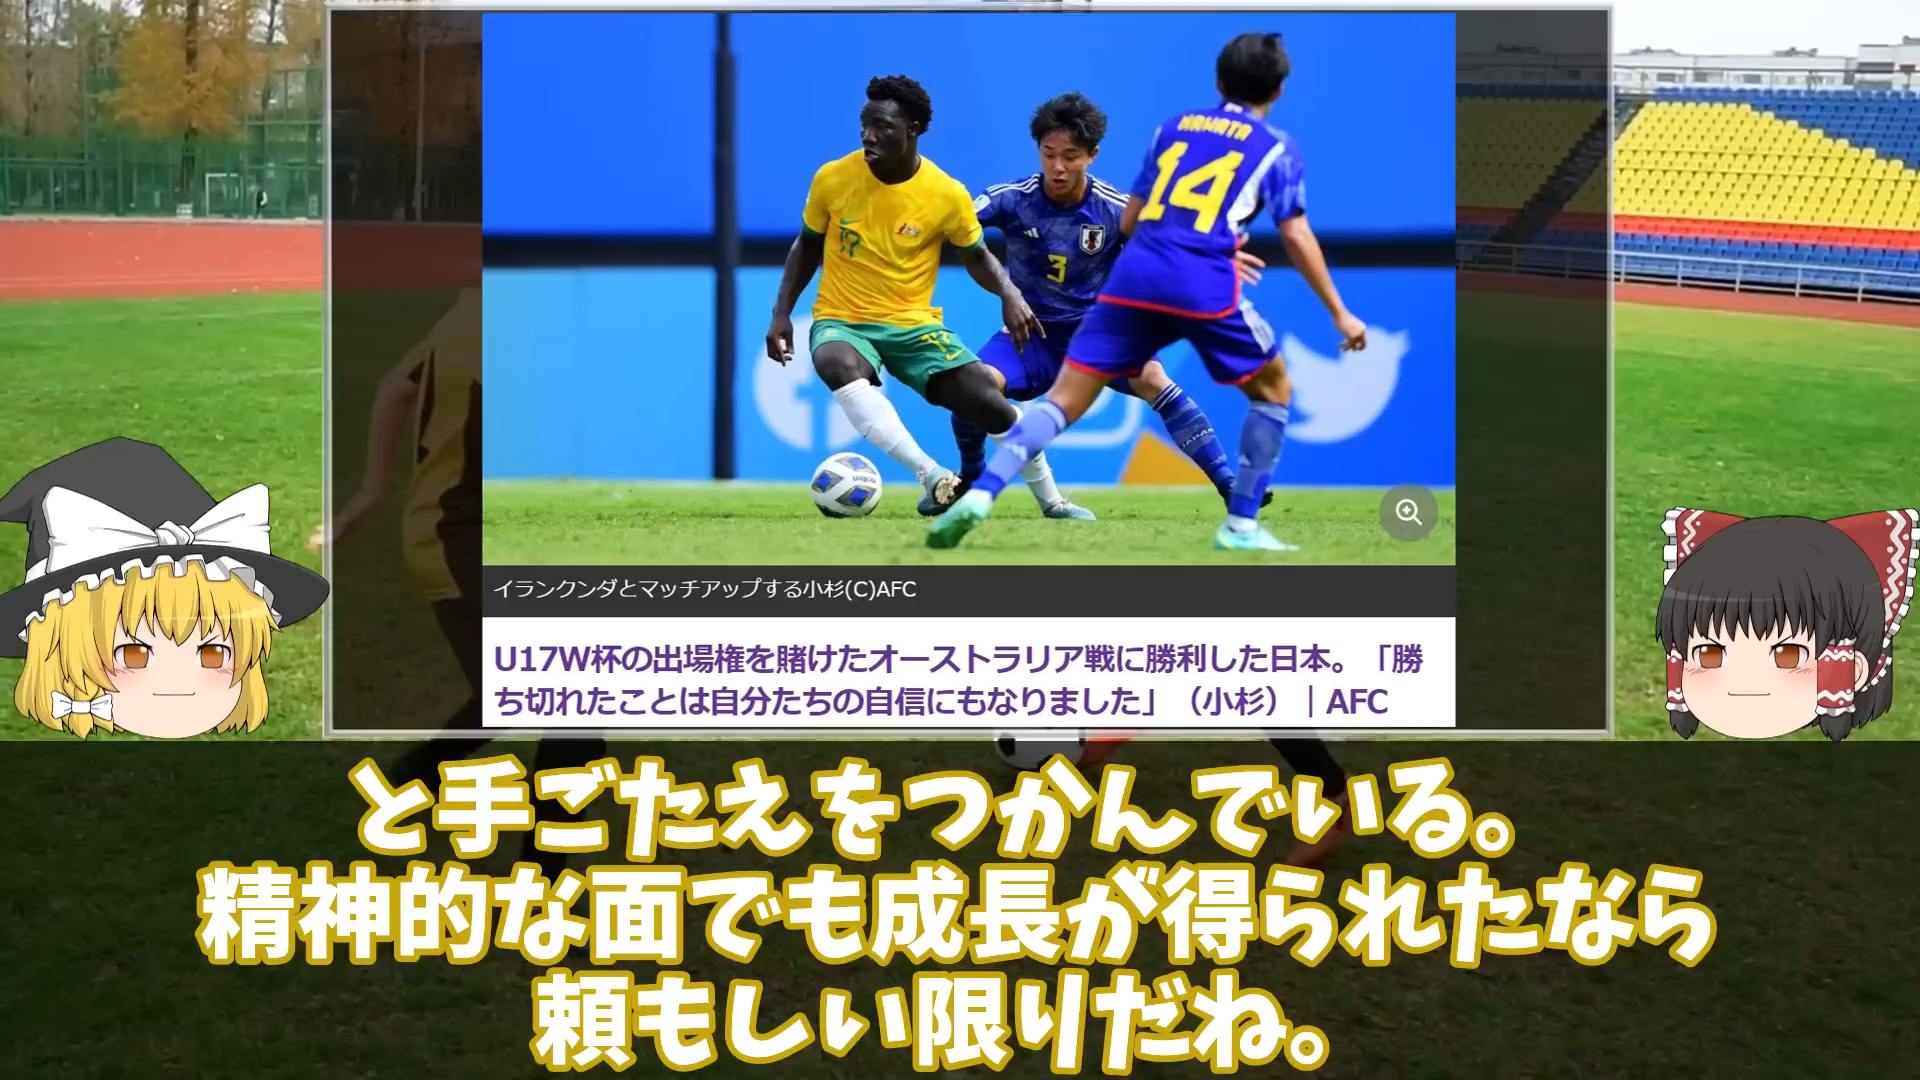 NAWATA
14
17
3
17
JAPAN
イランクンダとマッチアップする小杉(C)AFC
U17W杯の出場権を賭けたオーストラリア戦に勝利した日本。「勝
ち切れたことは自分たちの自信にもなりました」（小杉）｜AFC
と手ごたえをつかんでいる。
精神的な面でも成長が得られたなら
頼もしい限りだね。